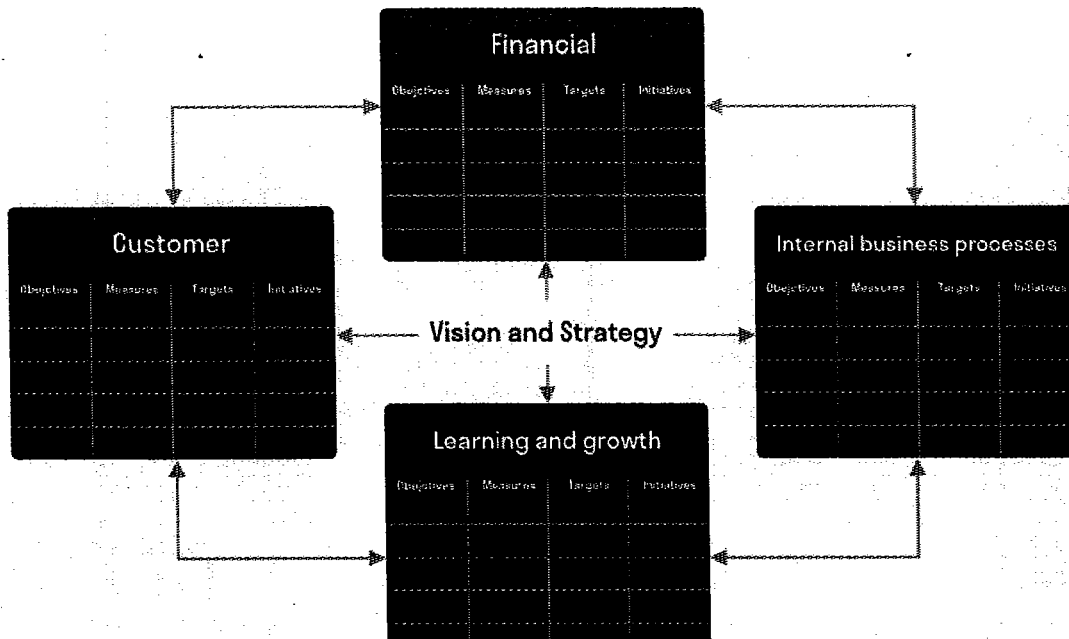 Financial
Objectives Measures Targets Initiatives
Customer
Objectives Measures Targets Initiatives
Internal business processes
Objectives Measures Targets Initiatives
Vision and Strategy
Learning and growth
Objectives Measures Targets Initiatives